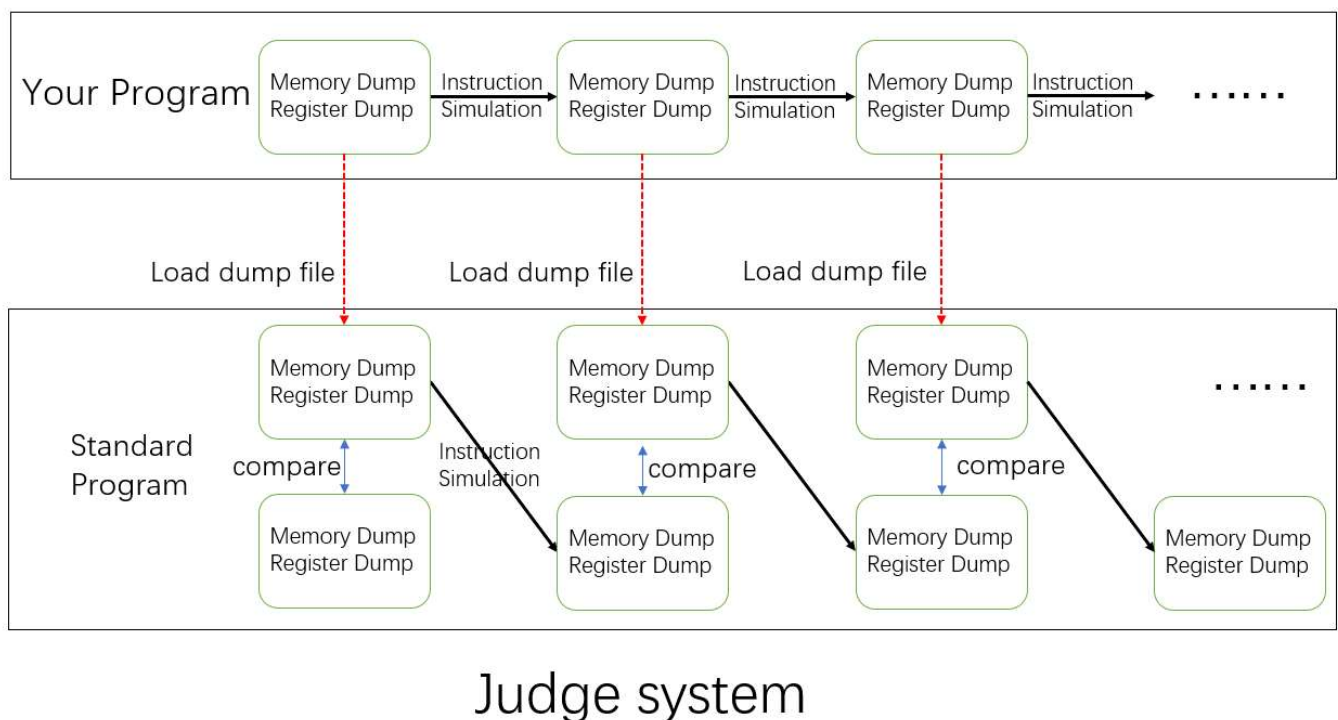 Your Program
Memory Dump
Register Dump
Instruction
Simulation
Memory Dump
Register Dump
Instruction
Simulation
Memory Dump
Register Dump
Instruction
Simulation
......
Load dump file
Load dump file
Load dump file
Standard
Program
Memory Dump
Register Dump
Memory Dump
Register Dump
Memory Dump
Register Dump
......
compare
Instruction
Simulation
compare
compare
Memory Dump
Register Dump
Memory Dump
Register Dump
Memory Dump
Register Dump
Memory Dump
Register Dump
Judge system